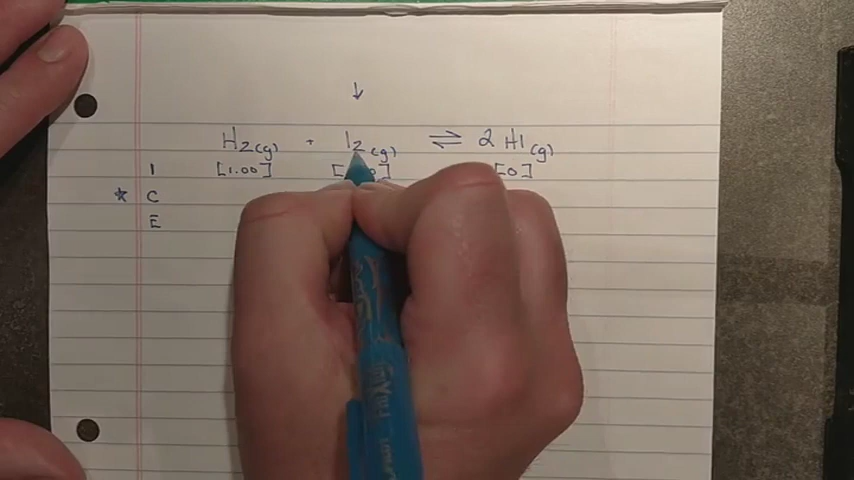 ↓
H₂(g) + I₂(g) ⇌ 2 HI(g)
I [1.00] [0]
* C
E